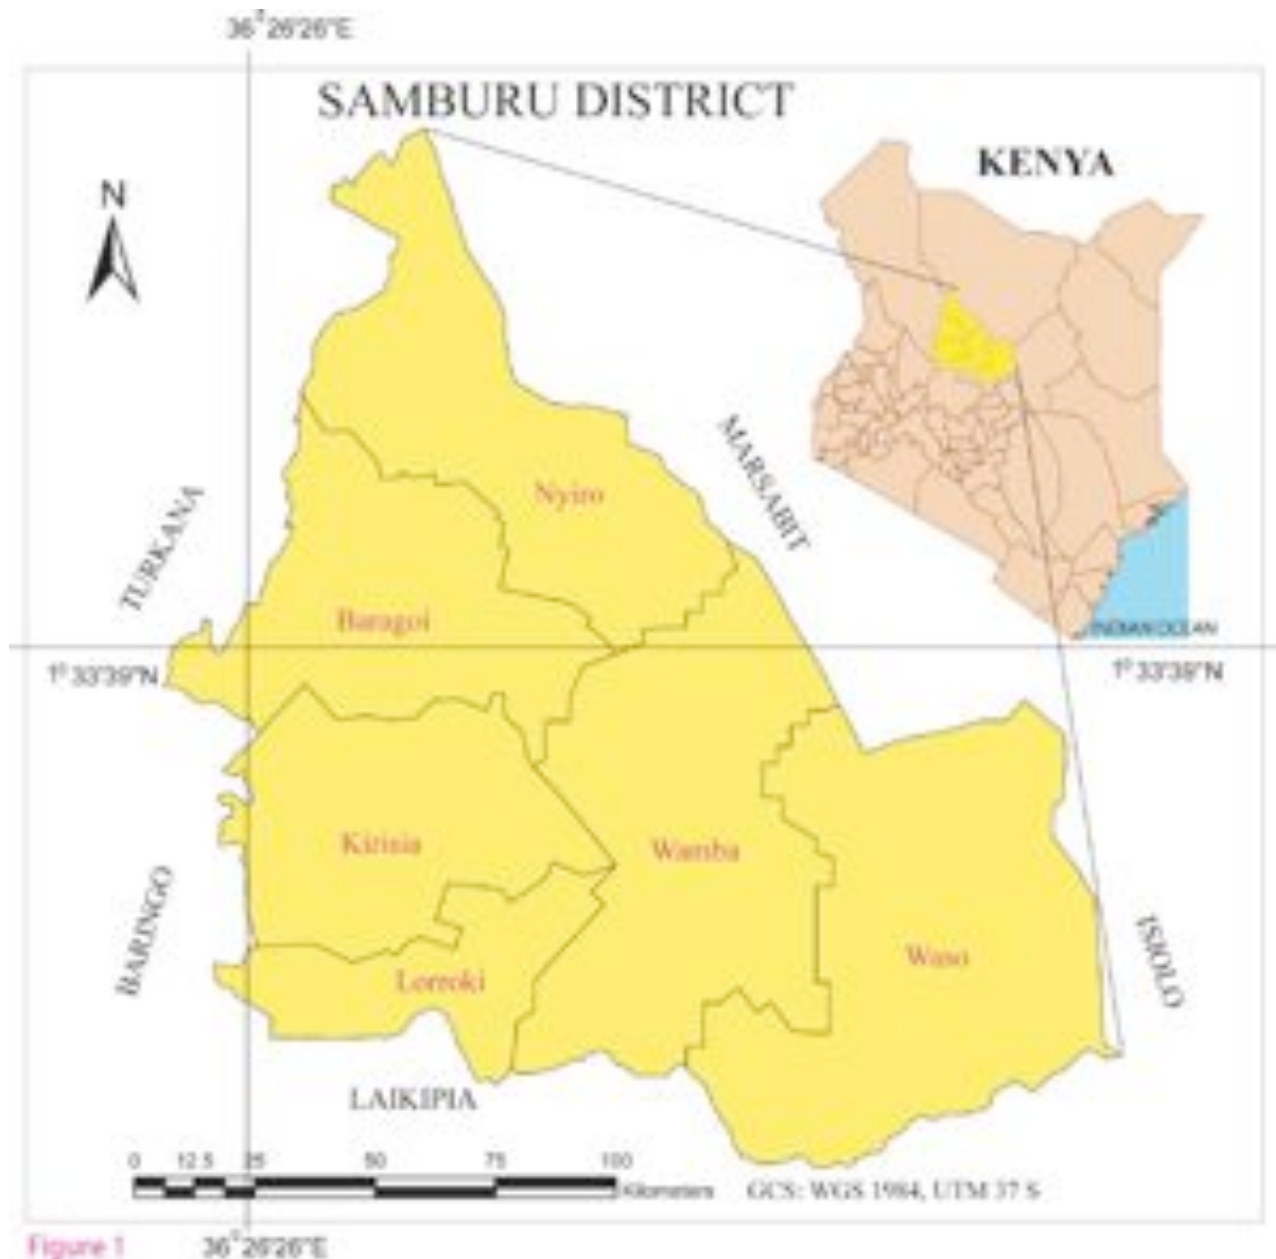 36°26'26"E
SAMBURU DISTRICT
KENYA
N
Nyiro
MARSABIT
TURKANA
Baragoi
INDIAN OCEAN
1° 33'39"N
1° 33'39"N
Kirisia
Wamba
BARINGO
Waso
ISIOLO
Lorroki
LAIKIPIA
0 12.5 25 50 75 100
Kilometers
GCS: WGS 1984, UTM 37 S
Figure 1
36°26'26"E